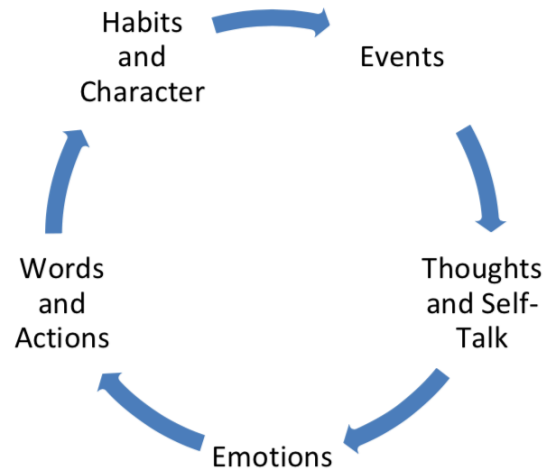 Habits
and
Character
Events
Thoughts
and Self-
Talk
Emotions
Words
and
Actions